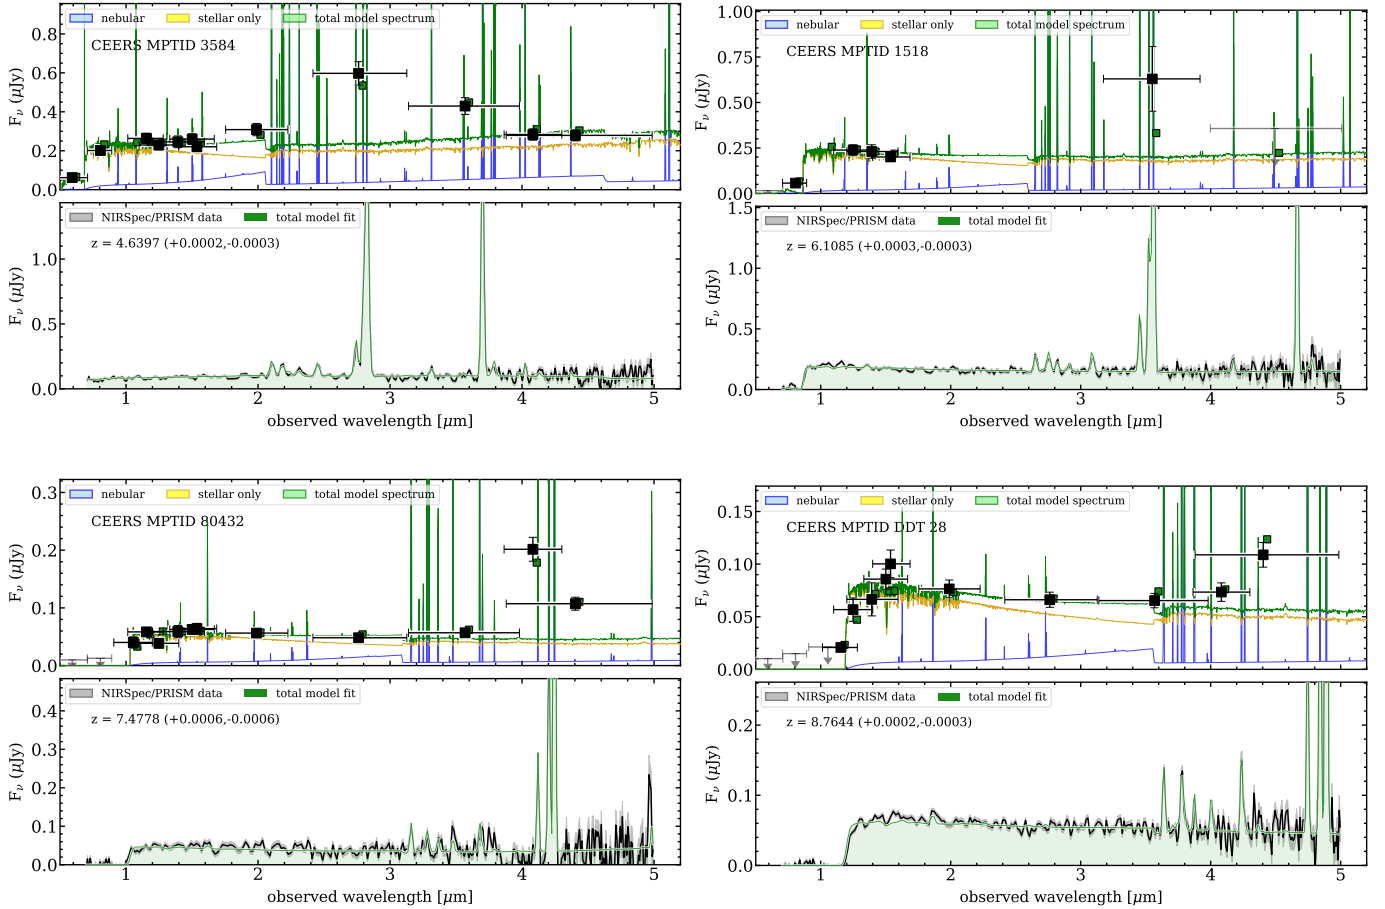 nebular stellar only total model spectrum
CEERS MPTID 3584
F_ν (μJy)
0.8
0.6
0.4
0.2
0.0
NIRSpec/PRISM data total model fit
z = 4.6397 (+0.0002,-0.0003)
F_ν (μJy)
1.0
0.5
0.0
1 2 3 4 5
observed wavelength [μm]
nebular stellar only total model spectrum
CEERS MPTID 1518
F_ν (μJy)
1.00
0.75
0.50
0.25
0.00
NIRSpec/PRISM data total model fit
z = 6.1085 (+0.0003,-0.0003)
F_ν (μJy)
1.5
1.0
0.5
0.0
1 2 3 4 5
observed wavelength [μm]
nebular stellar only total model spectrum
CEERS MPTID 80432
F_ν (μJy)
0.3
0.2
0.1
0.0
NIRSpec/PRISM data total model fit
z = 7.4778 (+0.0006,-0.0006)
F_ν (μJy)
0.4
0.3
0.2
0.1
0.0
1 2 3 4 5
observed wavelength [μm]
nebular stellar only total model spectrum
CEERS MPTID DDT 28
F_ν (μJy)
0.15
0.10
0.05
0.00
NIRSpec/PRISM data total model fit
z = 8.7644 (+0.0002,-0.0003)
F_ν (μJy)
0.2
0.1
0.0
1 2 3 4 5
observed wavelength [μm]